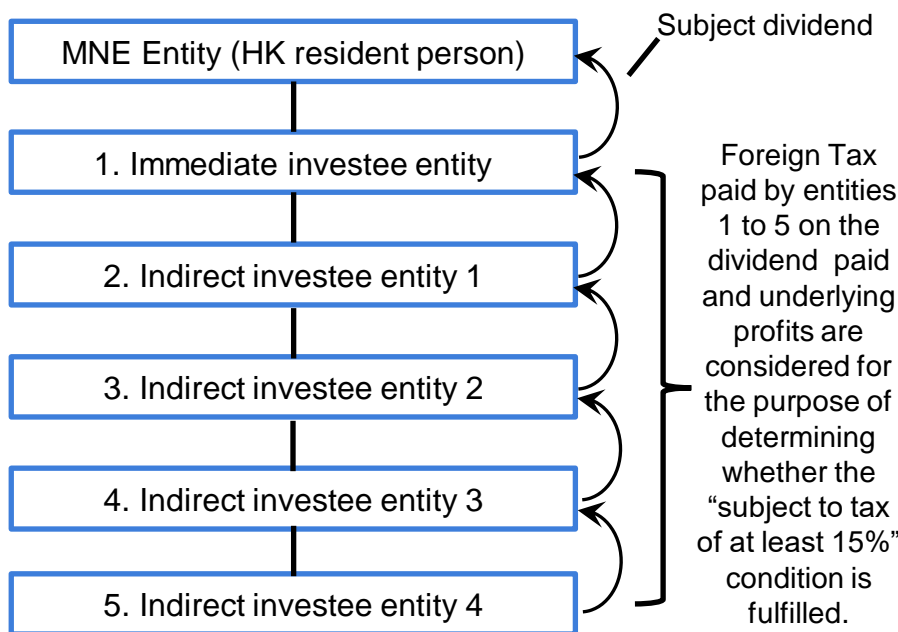 Subject dividend
MNE Entity (HK resident person)
1. Immediate investee entity
2. Indirect investee entity 1
3. Indirect investee entity 2
4. Indirect investee entity 3
5. Indirect investee entity 4
Foreign Tax
paid by entities
1 to 5 on the
dividend paid
and underlying
profits are
considered for
the purpose of
determining
whether the
“subject to tax
of at least 15%”
condition is
fulfilled.